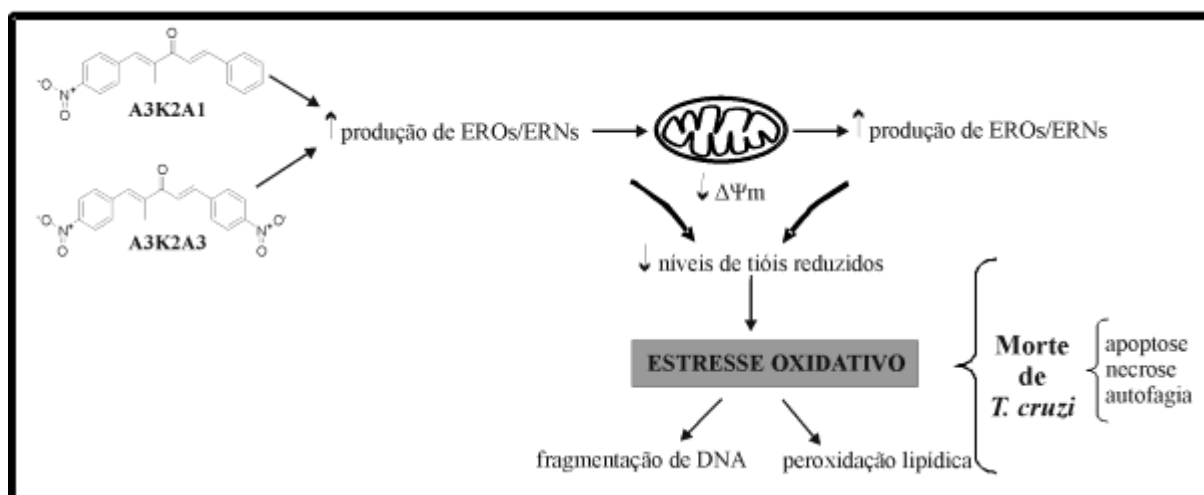 O
-O
N+
O
A3K2A1
↑ produção de EROs/ERNs
↑ produção de EROs/ERNs
↓ ΔΨm
O
-O
N+
O
N+
O-
O
A3K2A3
↓ níveis de tióis reduzidos
ESTRESSE OXIDATIVO
fragmentação de DNA
peroxidação lipídica
Morte
de
T. cruzi
apoptose
necrose
autofagia